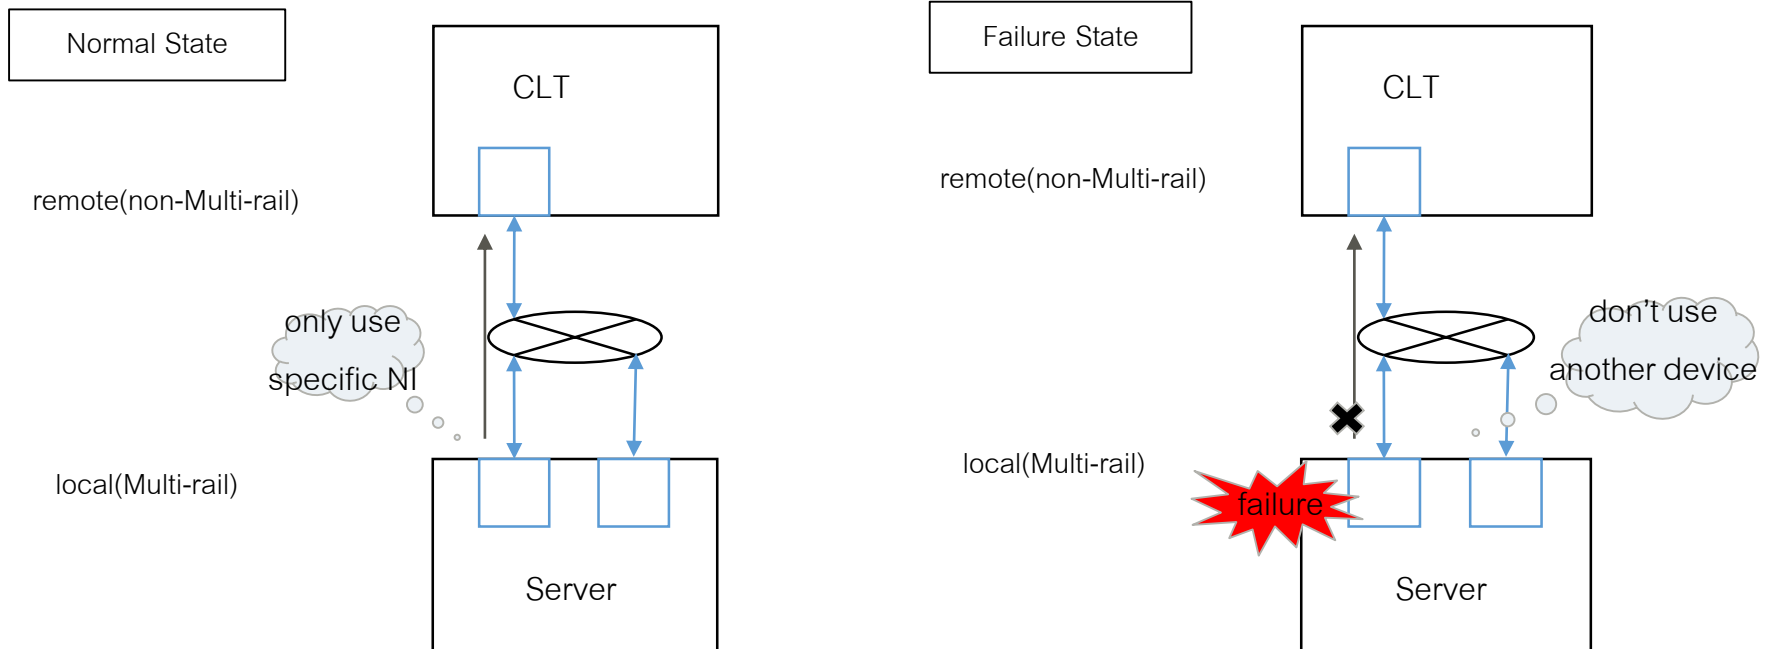 Normal State
CLT
remote(non-Multi-rail)
only use
specific NI
local(Multi-rail)
Server
Failure State
CLT
remote(non-Multi-rail)
don't use
another device
local(Multi-rail)
failure
Server